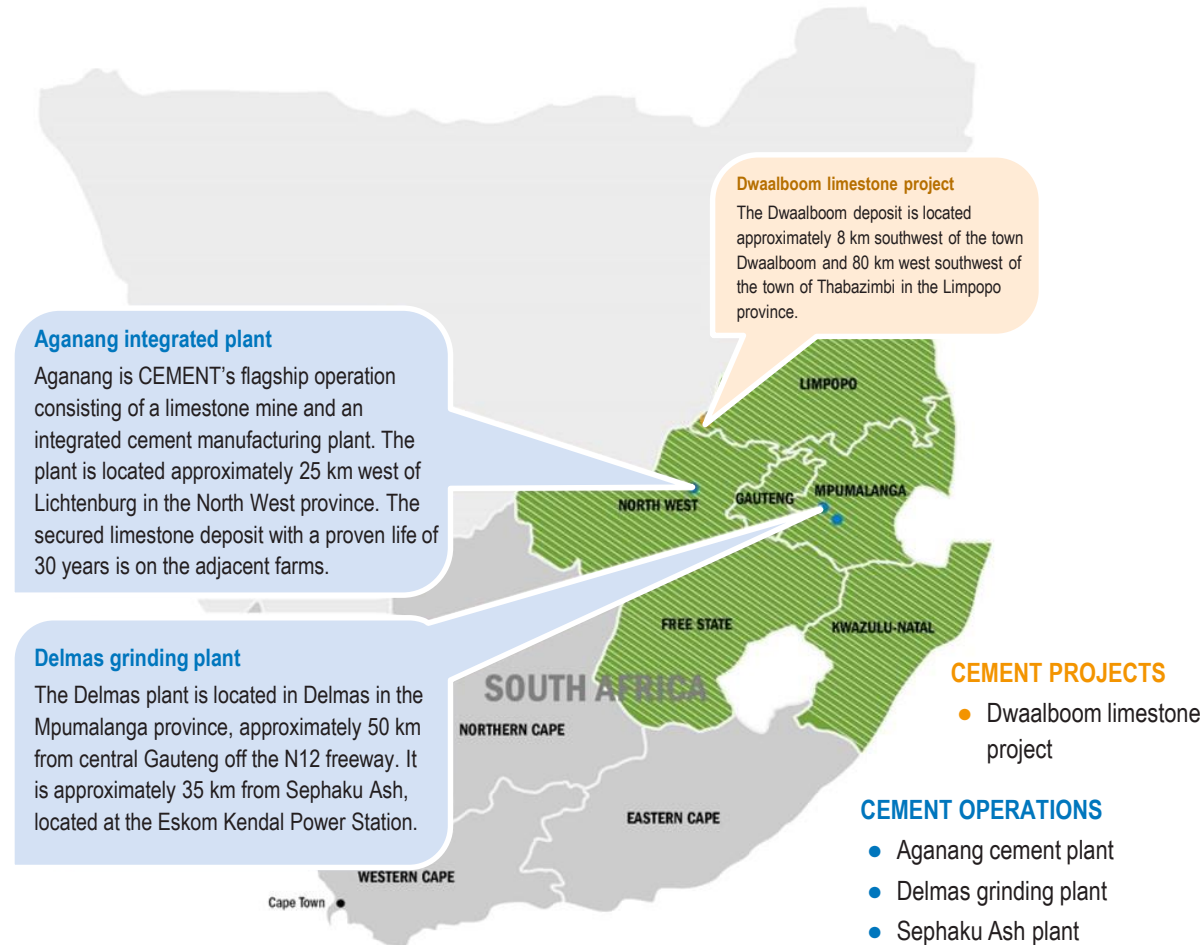 Dwaalboom limestone project
The Dwaalboom deposit is located
approximately 8 km southwest of the town
Dwaalboom and 80 km west southwest of
the town of Thabazimbi in the Limpopo
province.
Aganang integrated plant
Aganang is CEMENT’s flagship operation
consisting of a limestone mine and an
integrated cement manufacturing plant. The
plant is located approximately 25 km west of
Lichtenburg in the North West province. The
secured limestone deposit with a proven life of
30 years is on the adjacent farms.
LIMPOPO
NORTH WEST
GAUTENG
MPUMALANGA
FREE STATE
KWAZULU-NATAL
Delmas grinding plant
The Delmas plant is located in Delmas in the
Mpumalanga province, approximately 50 km
from central Gauteng off the N12 freeway. It
is approximately 35 km from Sephaku Ash,
located at the Eskom Kendal Power Station.
SOUTH AFRICA
NORTHERN CAPE
EASTERN CAPE
WESTERN CAPE
Cape Town
CEMENT PROJECTS
• Dwaalboom limestone
project
CEMENT OPERATIONS
• Aganang cement plant
• Delmas grinding plant
• Sephaku Ash plant